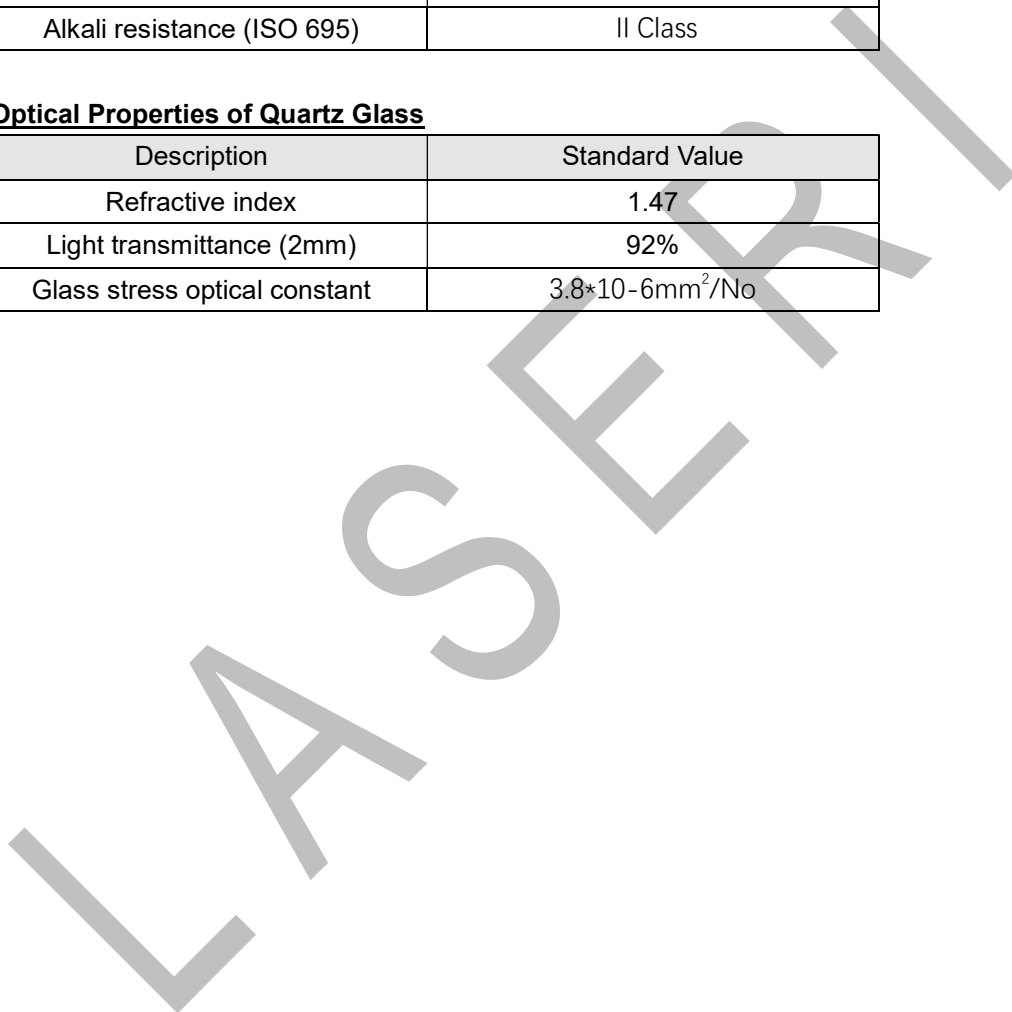 Alkali resistance (ISO 695) II Class
Optical Properties of Quartz Glass
Description Standard Value
Refractive index 1.47
Light transmittance (2mm) 92%
Glass stress optical constant 3.8*10-6mm²/No
LASERI